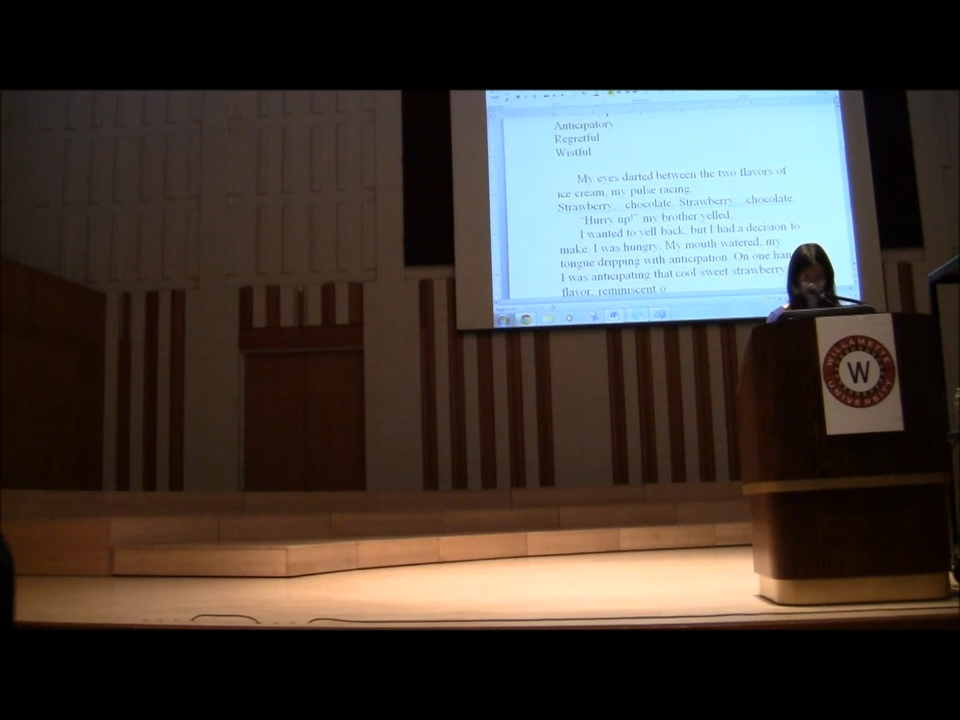 Anticipatory
Regretful
Wistful
My eyes darted between the two flavors of
ice cream, my pulse racing.
Strawberry...chocolate. Strawberry...chocolate.
"Hurry up!" my brother yelled.
I wanted to yell back, but I had a decision to
make. I was hungry. My mouth watered, my
tongue dripping with anticipation. On one han
I was anticipating that cool sweet strawberry
flavor, reminiscent o
WILLAMETTE
W
UNIVERSITY